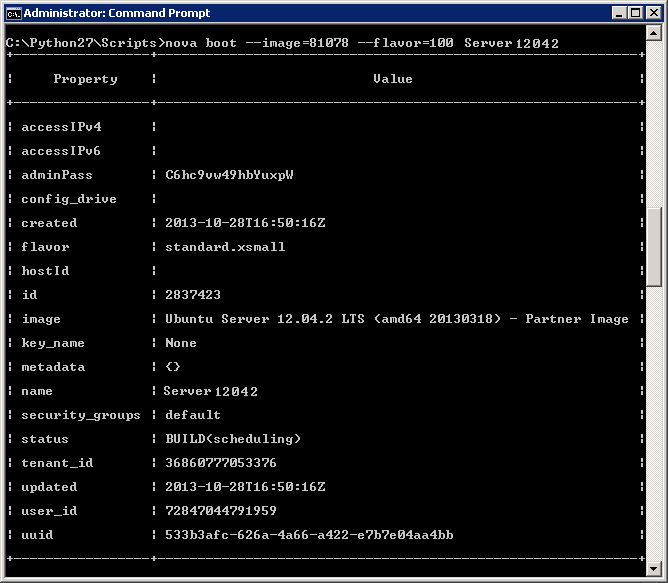 Administrator: Command Prompt
C:\Python27\Scripts>nova boot --image=81078 --flavor=100 Server12042
Property | Value
accessIPv4 |
accessIPv6 |
adminPass | C6hc9vw49hbYuxpW
config_drive |
created | 2013-10-28T16:50:16Z
flavor | standard.xsmall
hostId |
id | 2837423
image | Ubuntu Server 12.04.2 LTS (amd64 20130318) - Partner Image
key_name | None
metadata | {}
name | Server12042
security_groups | default
status | BUILD(scheduling)
tenant_id | 36860777053376
updated | 2013-10-28T16:50:16Z
user_id | 72847044791959
uuid | 533b3afc-626a-4a66-a422-e7b7e04aa4bb